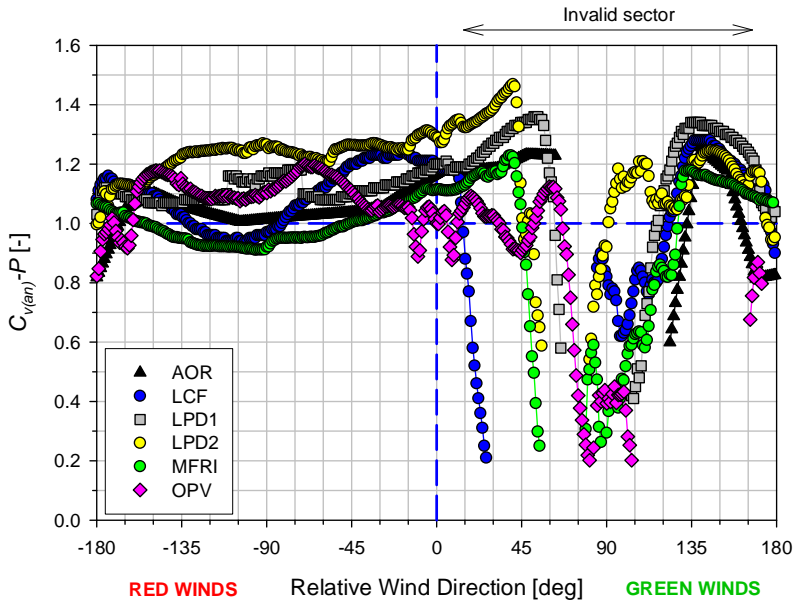 Invalid sector
1.6
1.4
1.2
1.0
0.8
0.6
0.4
0.2
0.0
C_{v(an)}-P [-]
AOR
LCF
LPD1
LPD2
MFRI
OPV
-180 -135 -90 -45 0 45 90 135 180
RED WINDS Relative Wind Direction [deg] GREEN WINDS